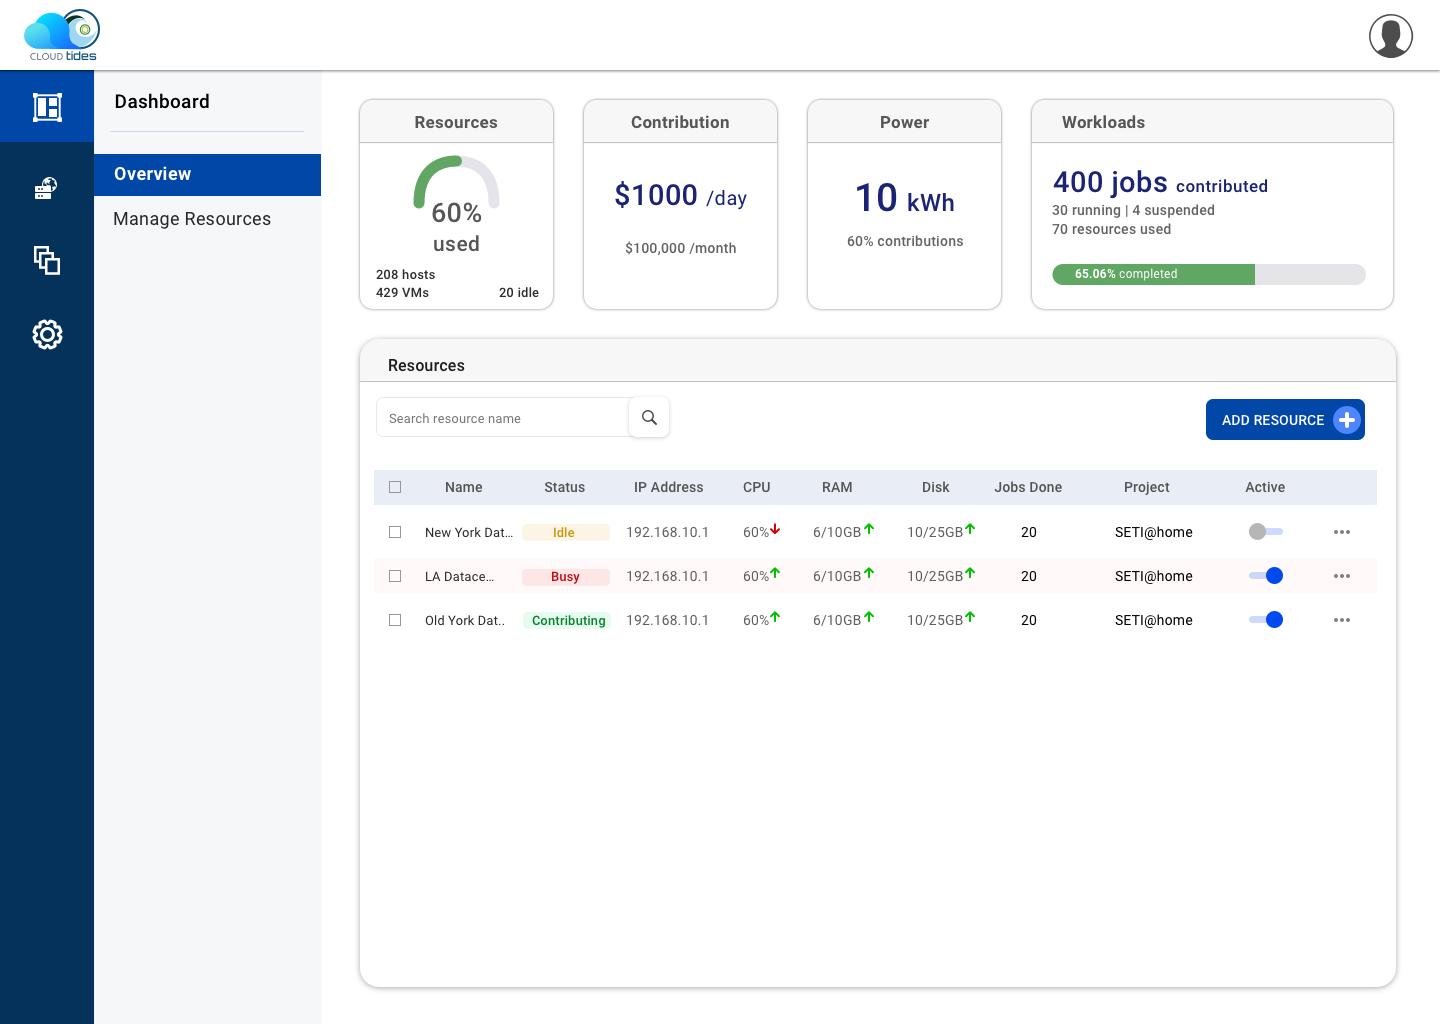 CLOUD tides
Dashboard
Overview
Manage Resources
Resources
60%
used
208 hosts
429 VMs 20 idle
Contribution
$1000 /day
$100,000 /month
Power
10 kWh
60% contributions
Workloads
400 jobs contributed
30 running | 4 suspended
70 resources used
65.06% completed
Resources
Search resource name
ADD RESOURCE
Name Status IP Address CPU RAM Disk Jobs Done Project Active
New York Dat... Idle 192.168.10.1 60% 6/10GB 10/25GB 20 SETI@home
LA Datace... Busy 192.168.10.1 60% 6/10GB 10/25GB 20 SETI@home
Old York Dat.. Contributing 192.168.10.1 60% 6/10GB 10/25GB 20 SETI@home